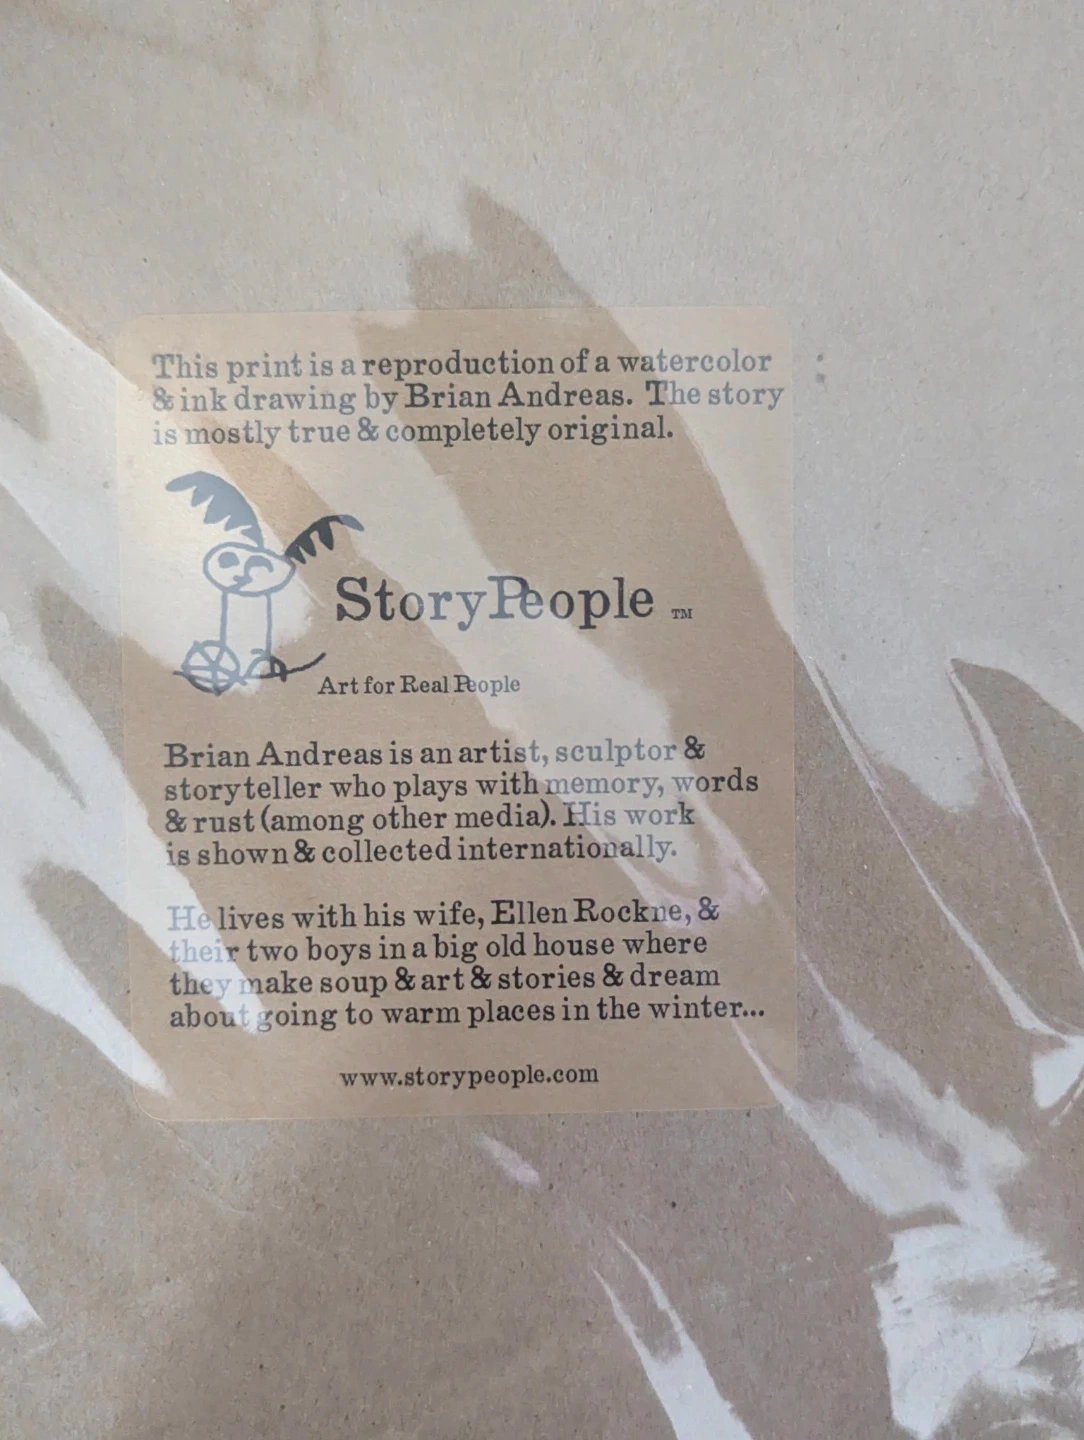 This print is a reproduction of a watercolor
& ink drawing by Brian Andreas. The story
is mostly true & completely original.
StoryPeople ™
Art for Real People
Brian Andreas is an artist, sculptor &
storyteller who plays with memory, words
& rust (among other media). His work
is shown & collected internationally.
He lives with his wife, Ellen Rockne, &
their two boys in a big old house where
they make soup & art & stories & dream
about going to warm places in the winter...
www.storypeople.com